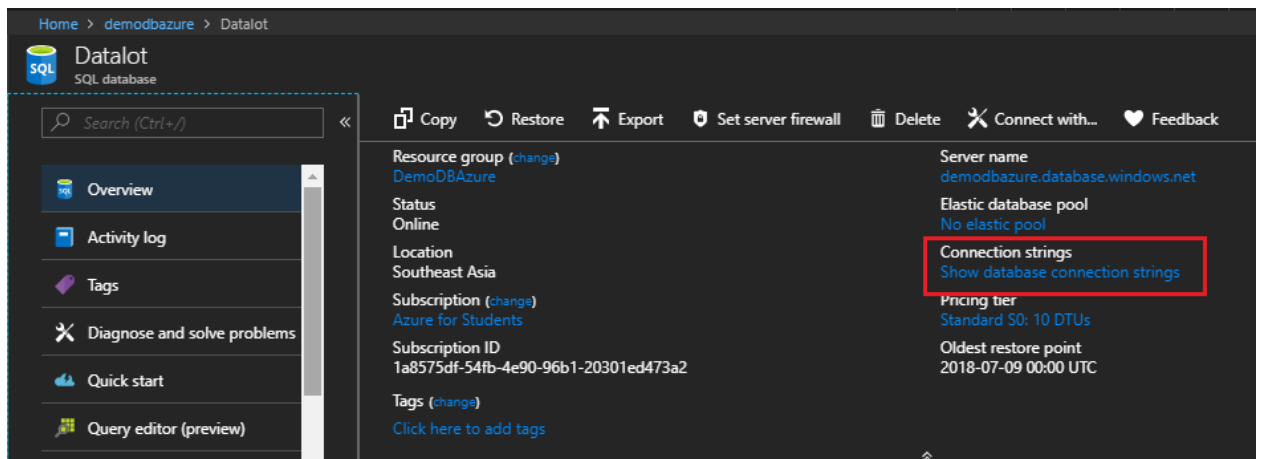 Home > demodbazure > Datalot
Datalot
SQL database
SQL
Search (Ctrl+/)
«
Copy Restore Export Set server firewall Delete Connect with... Feedback
Overview
Activity log
Tags
Diagnose and solve problems
Quick start
Query editor (preview)
Resource group (change)
DemoDBAzure
Status
Online
Location
Southeast Asia
Subscription (change)
Azure for Students
Subscription ID
1a8575df-54fb-4e90-96b1-20301ed473a2
Tags (change)
Click here to add tags
Server name
demodbazure.database.windows.net
Elastic database pool
No elastic pool
Connection strings
Show database connection strings
Pricing tier
Standard S0: 10 DTUs
Oldest restore point
2018-07-09 00:00 UTC